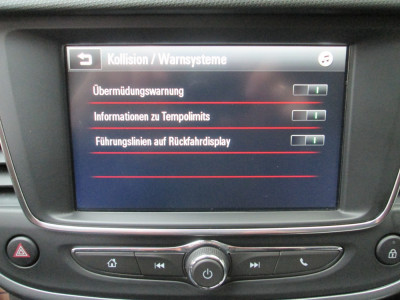 Kollision / Warnsysteme
Übermüdungswarnung
Informationen zu Tempolimits
Führungslinien auf Rückfahrdisplay